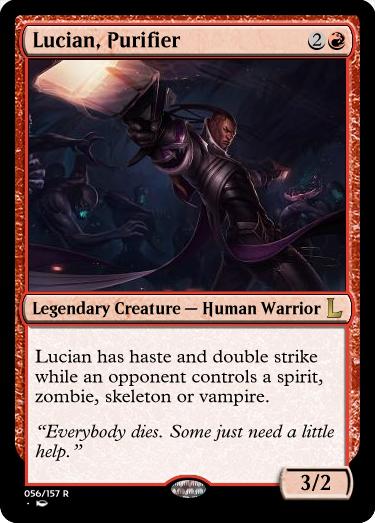 Lucian, Purifier 2
Legendary Creature — Human Warrior L
Lucian has haste and double strike
while an opponent controls a spirit,
zombie, skeleton or vampire.
“Everybody dies. Some just need a little
help.”
3/2
056/157 R